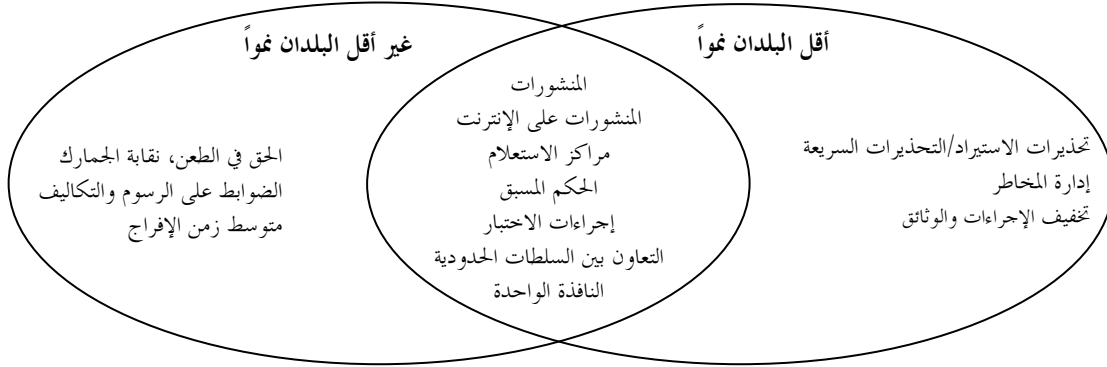 أقل البلدان نمواً
غير أقل البلدان نمواً
تحذيرات الاستيراد/التحذيرات السريعة
إدارة المخاطر
تخفيف الإجراءات والوثائق
المنشورات
المنشورات على الإنترنت
مراكز الاستعلام
الحكم المسبق
إجراءات الاختبار
التعاون بين السلطات الحدودية
النافذة الواحدة
الحق في الطعن، نقابة الجمارك
الضوابط على الرسوم والتكاليف
متوسط زمن الإفراج